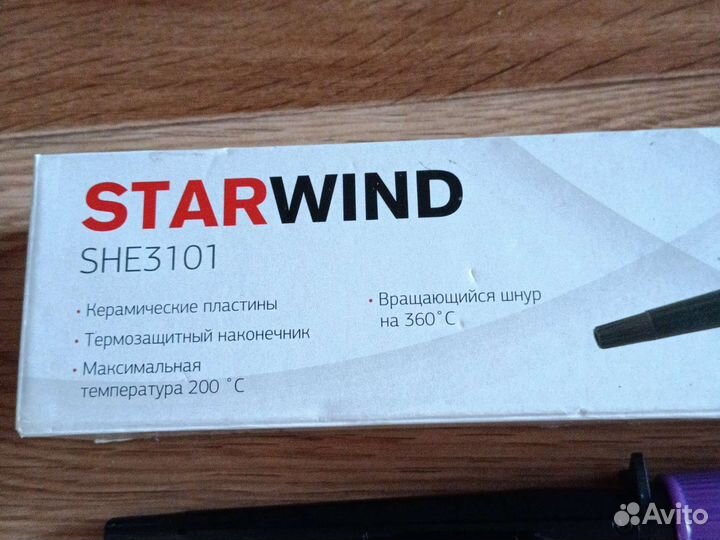 STARWIND
SHE3101
· Керамические пластины
· Термозащитный наконечник
· Максимальная
температура 200 °C
· Вращающийся шнур
на 360°C
Avito